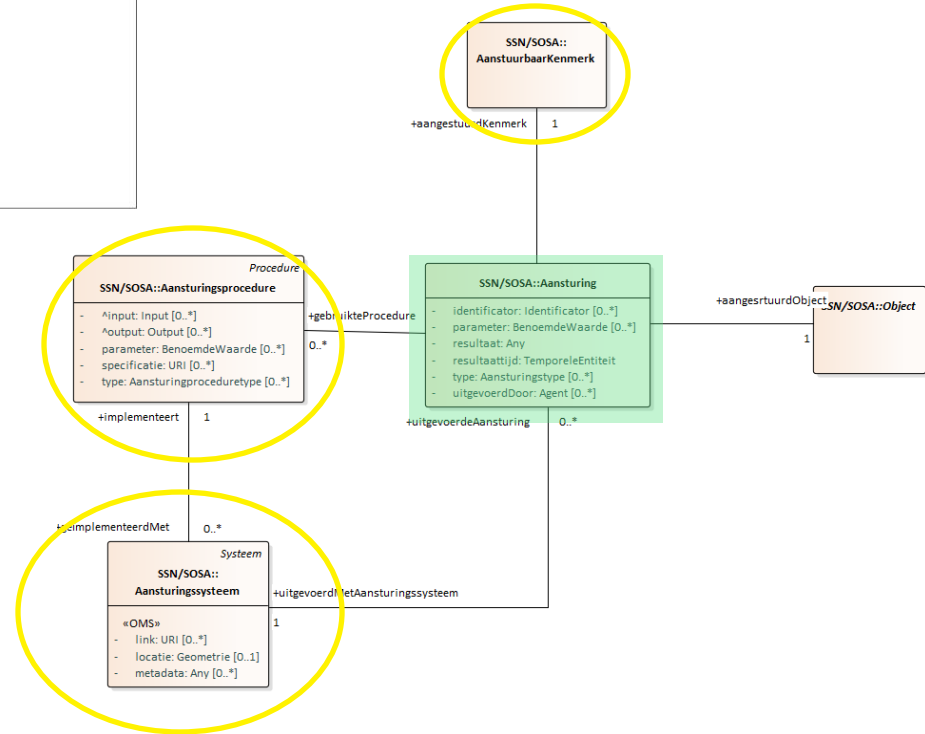 SSN/SOSA::
AanstuurbaarKenmerk
+aangestuurdKenmerk 1
Procedure
SSN/SOSA::Aansturingsprocedure
- ^input: Input [0..*]
- ^output: Output [0..*]
- parameter: BenoemdeWaarde [0..*]
- specificatie: URI [0..*]
- type: Aansturingproceduretype [0..*]
+gebruikteProcedure
0..*
SSN/SOSA::Aansturing
- identificator: Identificator [0..*]
- parameter: BenoemdeWaarde [0..*]
- resultaat: Any
- resultaattijd: TemporeleEntiteit
- type: Aansturingstype [0..*]
- uitgevoerdDoor: Agent [0..*]
+aangesrtuurdObject
1
SSN/SOSA::Object
+implementeert 1
+uitgevoerdeAansturing 0..*
+geimplementeerdMet 0..*
Systeem
SSN/SOSA::
Aansturingssysteem
«OMS»
- link: URI [0..*]
- locatie: Geometrie [0..1]
- metadata: Any [0..*]
+uitgevoerdMetAansturingssysteem
1